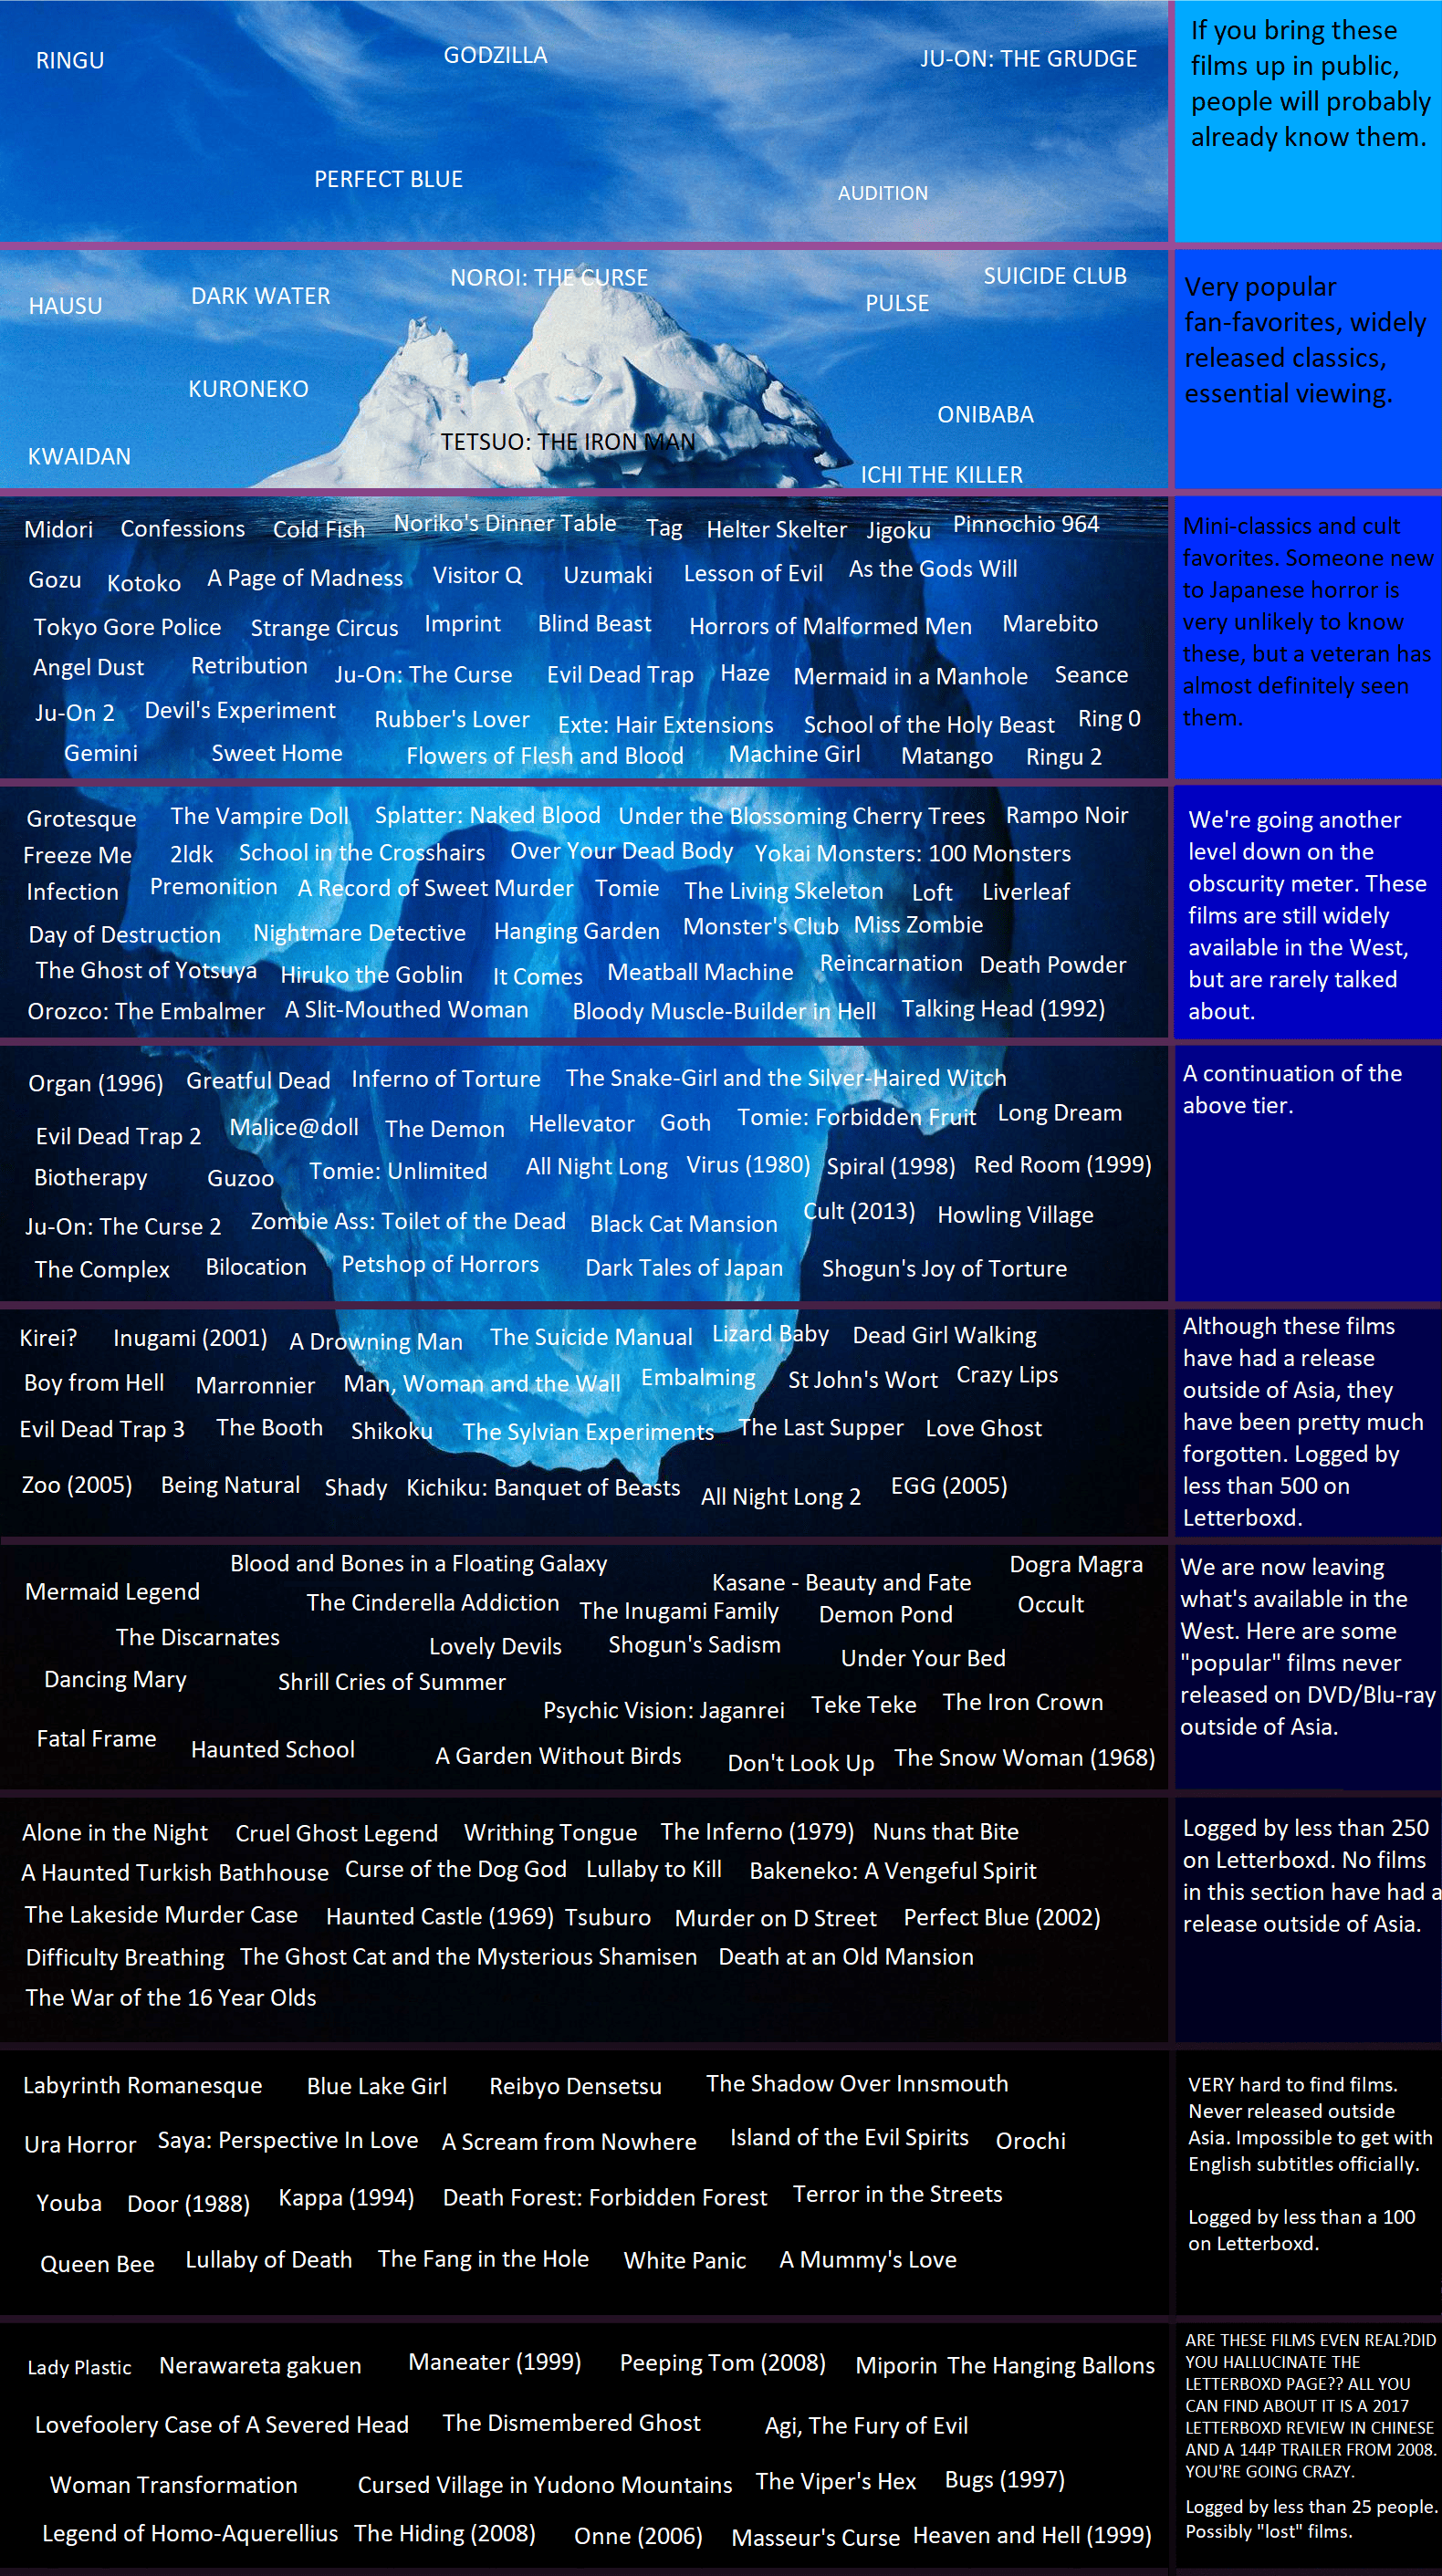 RINGU GODZILLA JU-ON: THE GRUDGE
PERFECT BLUE AUDITION
If you bring these
films up in public,
people will probably
already know them.
NOROI: THE CURSE SUICIDE CLUB
HAUSU DARK WATER PULSE
KURONEKO ONIBABA
KWAIDAN TETSUO: THE IRON MAN ICHI THE KILLER
Very popular
fan-favorites, widely
released classics,
essential viewing.
Midori Confessions Cold Fish Noriko's Dinner Table Tag Helter Skelter Jigoku Pinnochio 964
Gozu Kotoko A Page of Madness Visitor Q Uzumaki Lesson of Evil As the Gods Will
Tokyo Gore Police Strange Circus Imprint Blind Beast Horrors of Malformed Men Marebito
Angel Dust Retribution Ju-On: The Curse Evil Dead Trap Haze Mermaid in a Manhole Seance
Ju-On 2 Devil's Experiment Rubber's Lover Exte: Hair Extensions School of the Holy Beast Ring 0
Gemini Sweet Home Flowers of Flesh and Blood Machine Girl Matango Ringu 2
Mini-classics and cult
favorites. Someone new
to Japanese horror is
very unlikely to know
these, but a veteran has
almost definitely seen
them.
Grotesque The Vampire Doll Splatter: Naked Blood Under the Blossoming Cherry Trees Rampo Noir
Freeze Me 2ldk School in the Crosshairs Over Your Dead Body Yokai Monsters: 100 Monsters
Infection Premonition A Record of Sweet Murder Tomie The Living Skeleton Loft Liverleaf
Day of Destruction Nightmare Detective Hanging Garden Monster's Club Miss Zombie
The Ghost of Yotsuya Hiruko the Goblin It Comes Meatball Machine Reincarnation Death Powder
Orozco: The Embalmer A Slit-Mouthed Woman Bloody Muscle-Builder in Hell Talking Head (1992)
We're going another
level down on the
obscurity meter. These
films are still widely
available in the West,
but are rarely talked
about.
Organ (1996) Greatful Dead Inferno of Torture The Snake-Girl and the Silver-Haired Witch
Evil Dead Trap 2 Malice@doll The Demon Hellevator Goth Tomie: Forbidden Fruit Long Dream
Biotherapy Guzoo Tomie: Unlimited All Night Long Virus (1980) Spiral (1998) Red Room (1999)
Ju-On: The Curse 2 Zombie Ass: Toilet of the Dead Black Cat Mansion Cult (2013) Howling Village
The Complex Bilocation Petshop of Horrors Dark Tales of Japan Shogun's Joy of Torture
A continuation of the
above tier.
Kirei? Inugami (2001) A Drowning Man The Suicide Manual Lizard Baby Dead Girl Walking
Boy from Hell Marronnier Man, Woman and the Wall Embalming St John's Wort Crazy Lips
Evil Dead Trap 3 The Booth Shikoku The Sylvian Experiments The Last Supper Love Ghost
Zoo (2005) Being Natural Shady Kichiku: Banquet of Beasts All Night Long 2 EGG (2005)
Although these films
have had a release
outside of Asia, they
have been pretty much
forgotten. Logged by
less than 500 on
Letterboxd.
Blood and Bones in a Floating Galaxy Dogra Magra
Mermaid Legend The Cinderella Addiction Kasane - Beauty and Fate
The Inugami Family Demon Pond Occult
The Discarnates Lovely Devils Shogun's Sadism Under Your Bed
Dancing Mary Shrill Cries of Summer
Psychic Vision: Jaganrei Teke Teke The Iron Crown
Fatal Frame Haunted School A Garden Without Birds Don't Look Up The Snow Woman (1968)
We are now leaving
what's available in the
West. Here are some
"popular" films never
released on DVD/Blu-ray
outside of Asia.
Alone in the Night Cruel Ghost Legend Writhing Tongue The Inferno (1979) Nuns that Bite
A Haunted Turkish Bathhouse Curse of the Dog God Lullaby to Kill Bakeneko: A Vengeful Spirit
The Lakeside Murder Case Haunted Castle (1969) Tsuburo Murder on D Street Perfect Blue (2002)
Difficulty Breathing The Ghost Cat and the Mysterious Shamisen Death at an Old Mansion
The War of the 16 Year Olds
Logged by less than 250
on Letterboxd. No films
in this section have had a
release outside of Asia.
Labyrinth Romanesque Blue Lake Girl Reibyo Densetsu The Shadow Over Innsmouth
Ura Horror Saya: Perspective In Love A Scream from Nowhere Island of the Evil Spirits Orochi
Youba Door (1988) Kappa (1994) Death Forest: Forbidden Forest Terror in the Streets
Queen Bee Lullaby of Death The Fang in the Hole White Panic A Mummy's Love
VERY hard to find films.
Never released outside
Asia. Impossible to get with
English subtitles officially.
Logged by less than a 100
on Letterboxd.
Lady Plastic Nerawareta gakuen Maneater (1999) Peeping Tom (2008) Miporin The Hanging Ballons
Lovefoolery Case of A Severed Head The Dismembered Ghost Agi, The Fury of Evil
Woman Transformation Cursed Village in Yudono Mountains The Viper's Hex Bugs (1997)
Legend of Homo-Aquerellius The Hiding (2008) Onne (2006) Masseur's Curse Heaven and Hell (1999)
ARE THESE FILMS EVEN REAL?DID
YOU HALLUCINATE THE
LETTERBOXD PAGE?? ALL YOU
CAN FIND ABOUT IT IS A 2017
LETTERBOXD REVIEW IN CHINESE
AND A 144P TRAILER FROM 2008.
YOU'RE GOING CRAZY.
Logged by less than 25 people.
Possibly "lost" films.